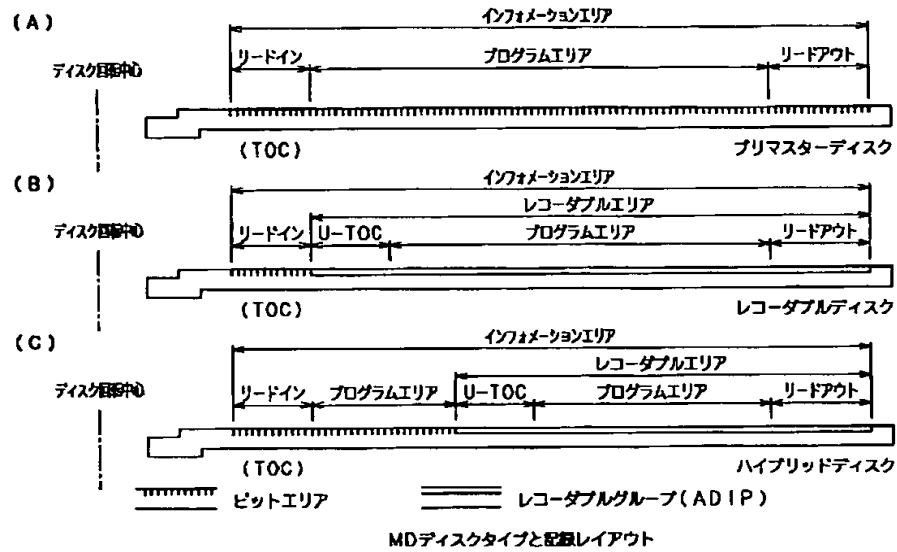 (A)
インフォメーションエリア
リードイン
プログラムエリア
リードアウト
ディスク回転中心
(TOC)
プリマスターディスク
(B)
インフォメーションエリア
レコーダブルエリア
ディスク回転中心
リードイン
U-TOC
プログラムエリア
リードアウト
(TOC)
レコーダブルディスク
(C)
インフォメーションエリア
レコーダブルエリア
ディスク回転中心
リードイン
プログラムエリア
U-TOC
プログラムエリア
リードアウト
(TOC)
ハイブリッドディスク
ピットエリア
レコーダブルグループ(ADIP)
MDディスクタイプと記録レイアウト